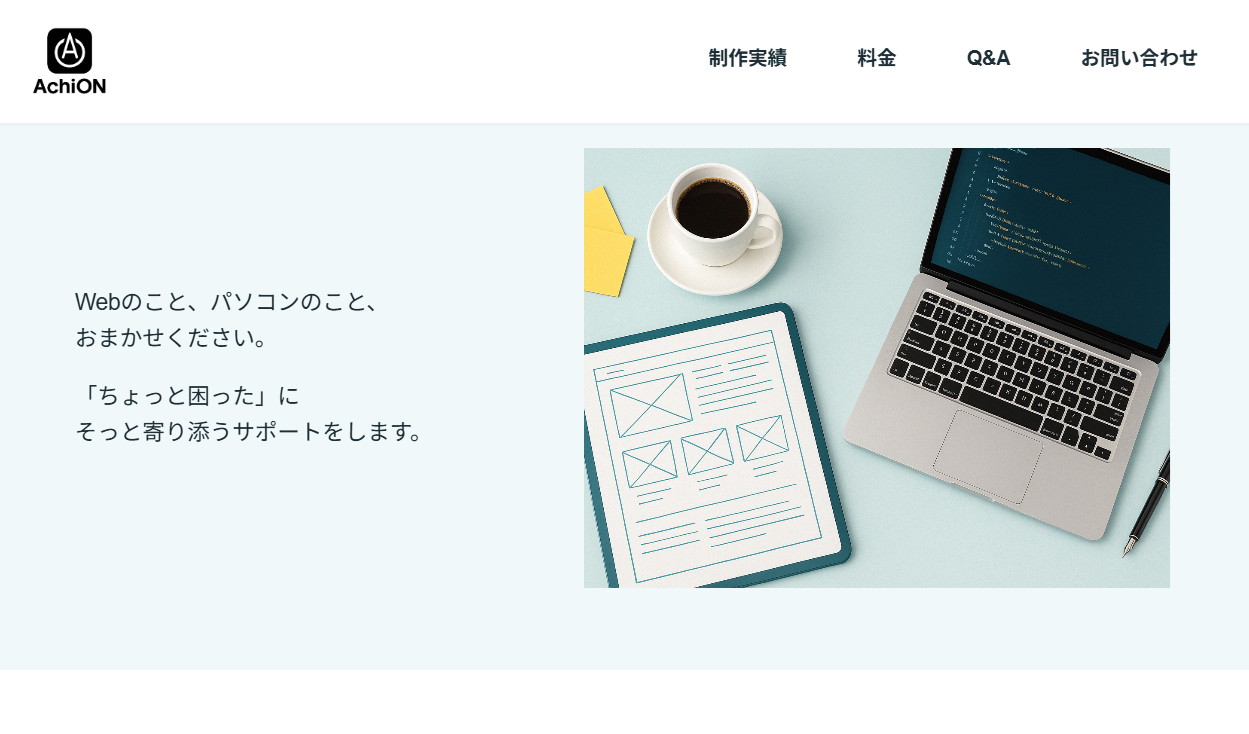 AchiON
制作実績
料金
Q&A
お問い合わせ
Webのこと、パソコンのこと、
おまかせください。
「ちょっと困った」に
そっと寄り添うサポートをします。